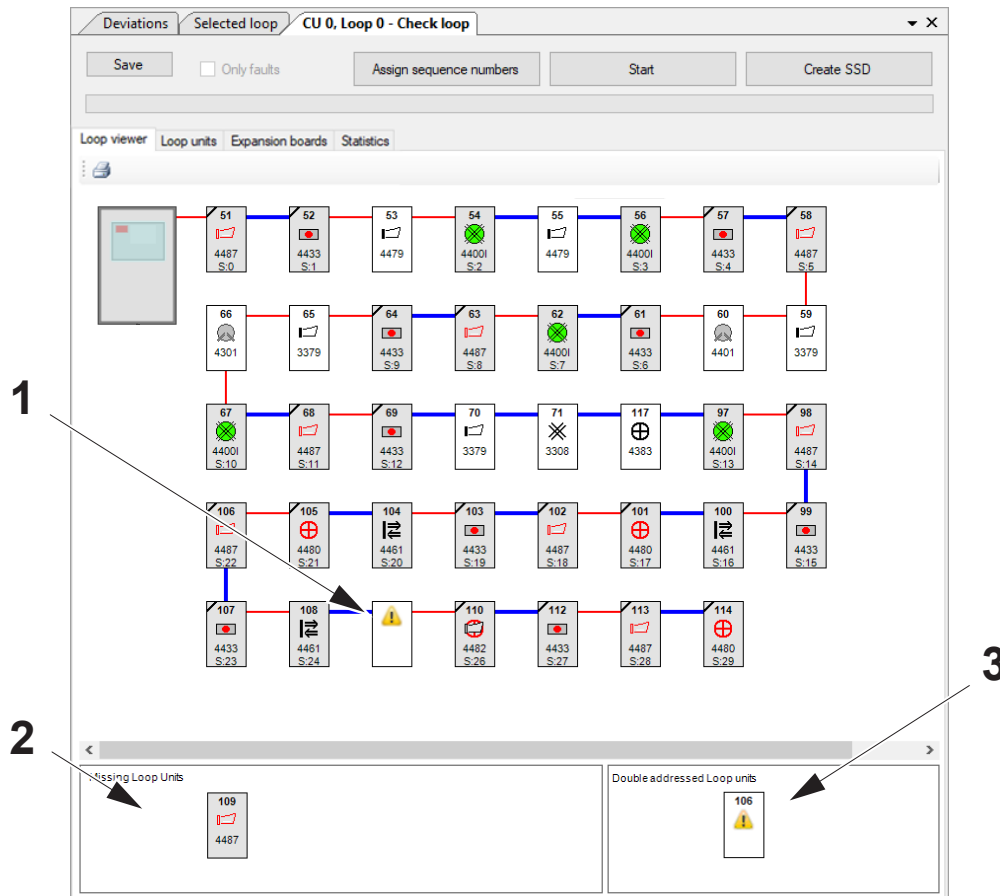 Deviations Selected loop CU 0, Loop 0 - Check loop
Save Only faults Assign sequence numbers Start Create SSD
Loop viewer Loop units Expansion boards Statistics
51 52 53 54 55 56 57 58
4487 4433 4479 4400I 4479 4400I 4433 4487
S:0 S:1 S:2 S:3 S:4 S:5
66 65 64 63 62 61 60 59
4301 3379 4433 4487 4400I 4433 4401 3379
S:9 S:8 S:7 S:6
1
67 68 69 70 71 117 97 98
4400I 4487 4433 3379 3308 4383 4400I 4487
S:10 S:11 S:12 S:13 S:14
106 105 104 103 102 101 100 99
4487 4480 4461 4433 4487 4480 4461 4433
S:22 S:21 S:20 S:19 S:18 S:17 S:16 S:15
107 108 110 112 113 114
4433 4461 4482 4433 4487 4480
S:23 S:24 S:26 S:27 S:28 S:29
3
2
Missing Loop Units Double addressed Loop units
109 106
4487